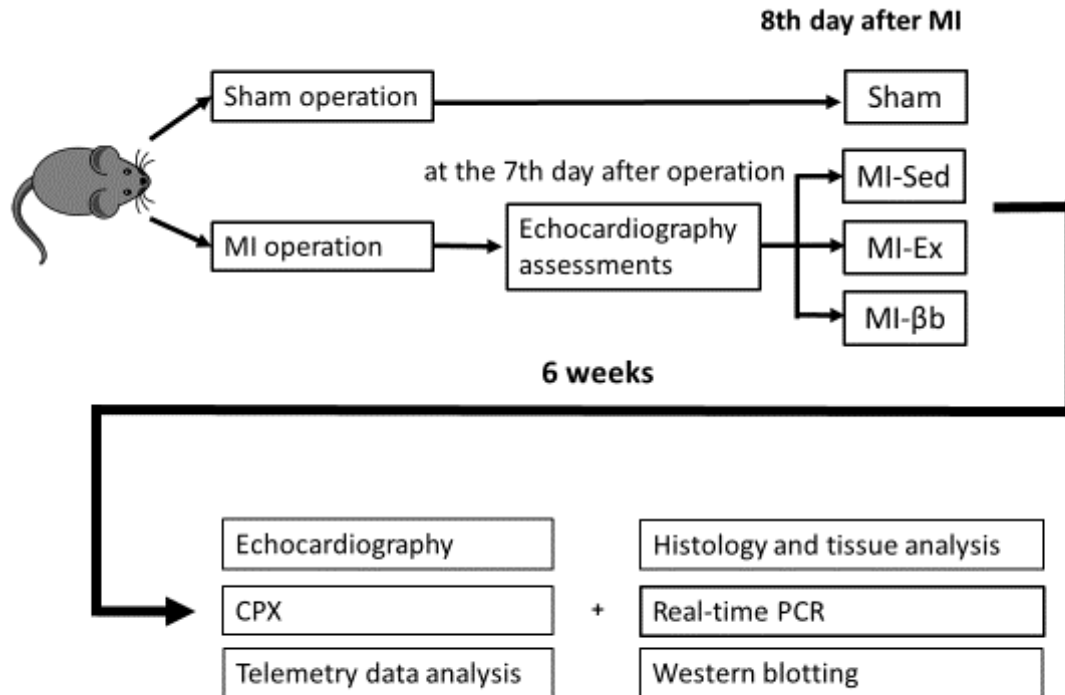 8th day after MI
Sham operation
Sham
at the 7th day after operation
MI-Sed
MI operation
Echocardiography
assessments
MI-Ex
MI-βb
6 weeks
Echocardiography
Histology and tissue analysis
CPX
+
Real-time PCR
Telemetry data analysis
Western blotting